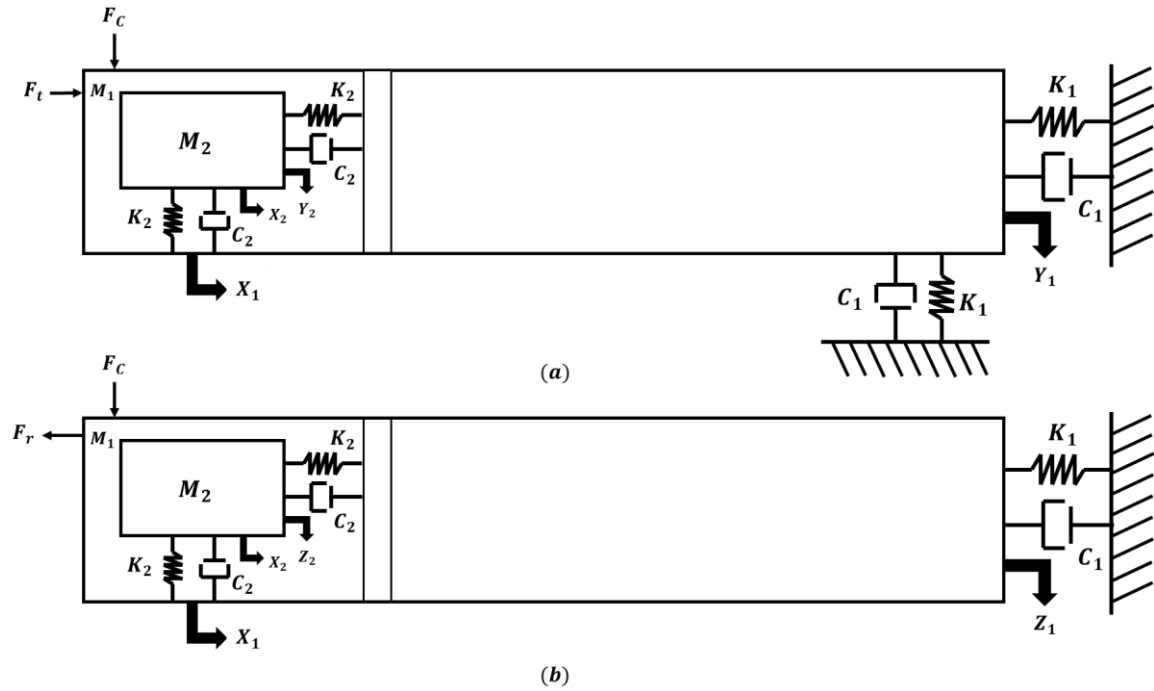 F_C
F_t
M_1
K_2
K_1
M_2
C_2
Y_2
K_2
X_2
C_2
C_1
X_1
Y_1
C_1
K_1
(a)
F_C
F_r
M_1
K_2
K_1
M_2
C_2
Z_2
K_2
X_2
C_2
C_1
X_1
Z_1
(b)